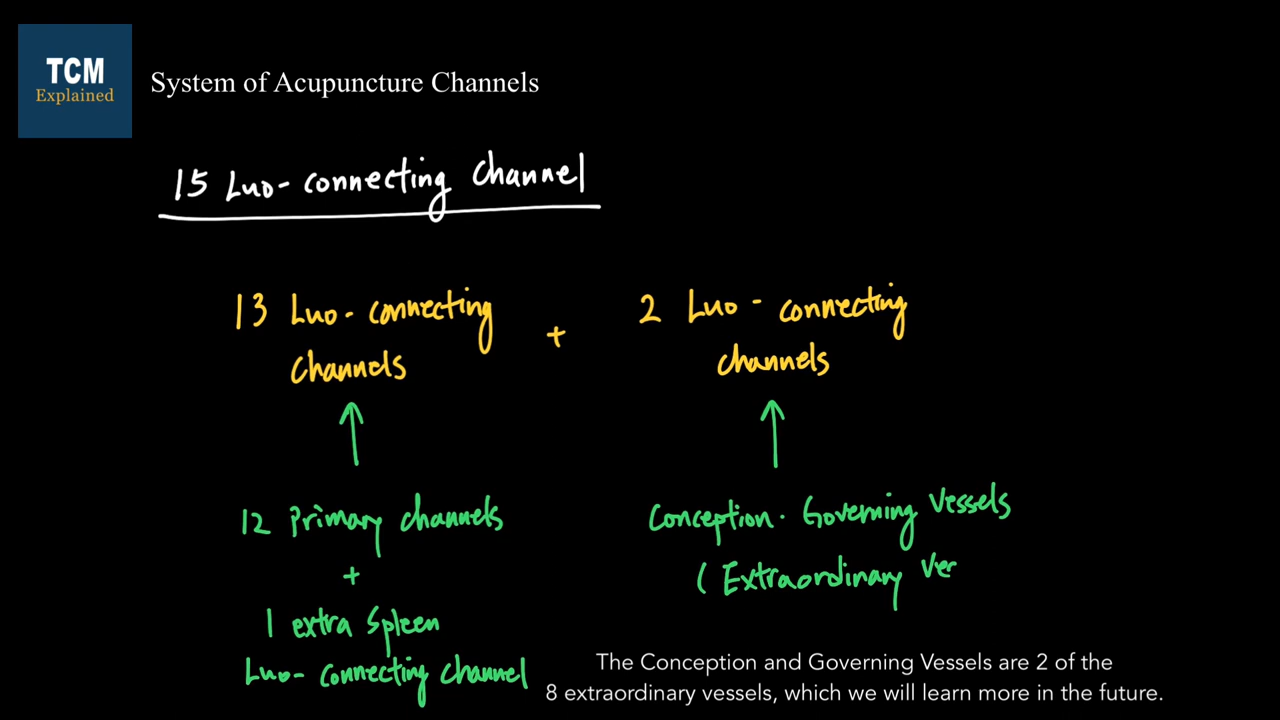 TCM
Explained
System of Acupuncture Channels
15 Luo-connecting channel
13 Luo-connecting
channels
+
2 Luo-connecting
channels
12 Primary channels
+
1 extra Spleen
Luo-connecting channel
Conception. Governing Vessels
(Extraordinary Ver
The Conception and Governing Vessels are 2 of the
8 extraordinary vessels, which we will learn more in the future.